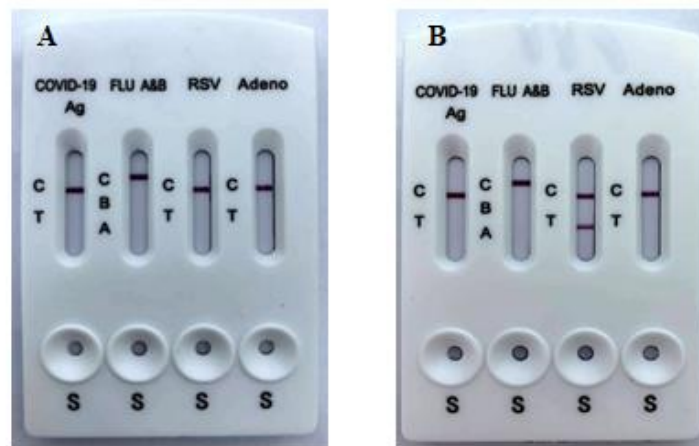 A
COVID-19 FLU A&B RSV Adeno
Ag
C C C C
T B T T
A
S S S S
B
COVID-19 FLU A&B RSV Adeno
Ag
C C C C
T B T T
A
S S S S